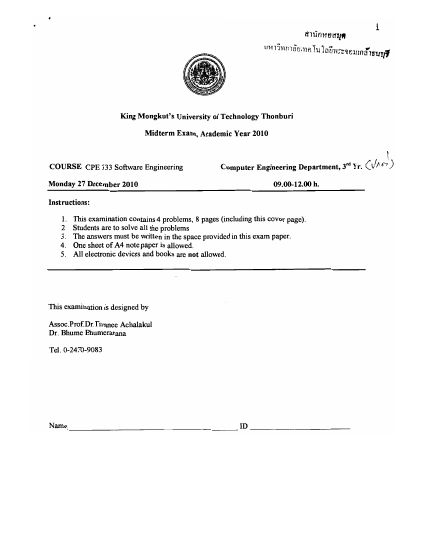 1
สำนักหอสมุด
มหาวิทยาลัยเทคโนโลยีพระจอมเกล้าธนบุรี
King Mongkut's University of Technology Thonburi
Midterm Exam, Academic Year 2010
COURSE CPE 333 Software Engineering Computer Engineering Department, 3rd Yr. (ปกติ)
Monday 27 December 2010 09.00-12.00 h.
Instructions:
1. This examination contains 4 problems, 8 pages (including this cover page).
2 Students are to solve all the problems
3. The answers must be written in the space provided in this exam paper.
4. One sheet of A4 note paper is allowed.
5. All electronic devices and books are not allowed.
This examination is designed by
Assoc.Prof.Dr.Tiranee Achalakul
Dr. Bhume Bhumeratana
Tel. 0-2470-9083
Name ID